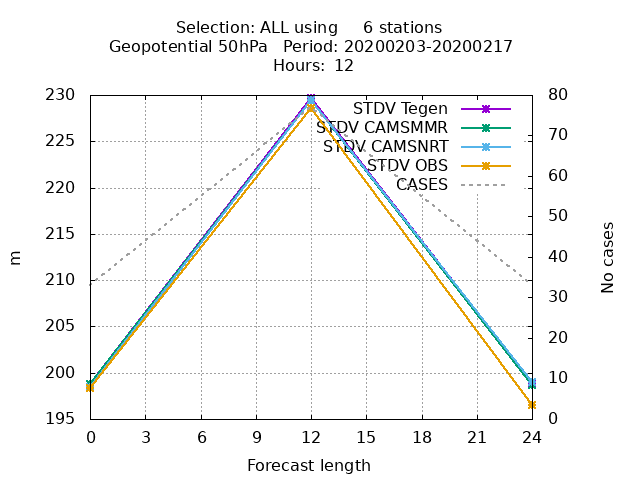 Selection: ALL using 6 stations
Geopotential 50hPa Period: 20200203-20200217
Hours: 12
230
225
220
215
210
205
200
195
m
80
70
60
50
40
30
20
10
0
No cases
STDV Tegen
STDV CAMSMMR
STDV CAMSNRT
STDV OBS
CASES
0 3 6 9 12 15 18 21 24
Forecast length